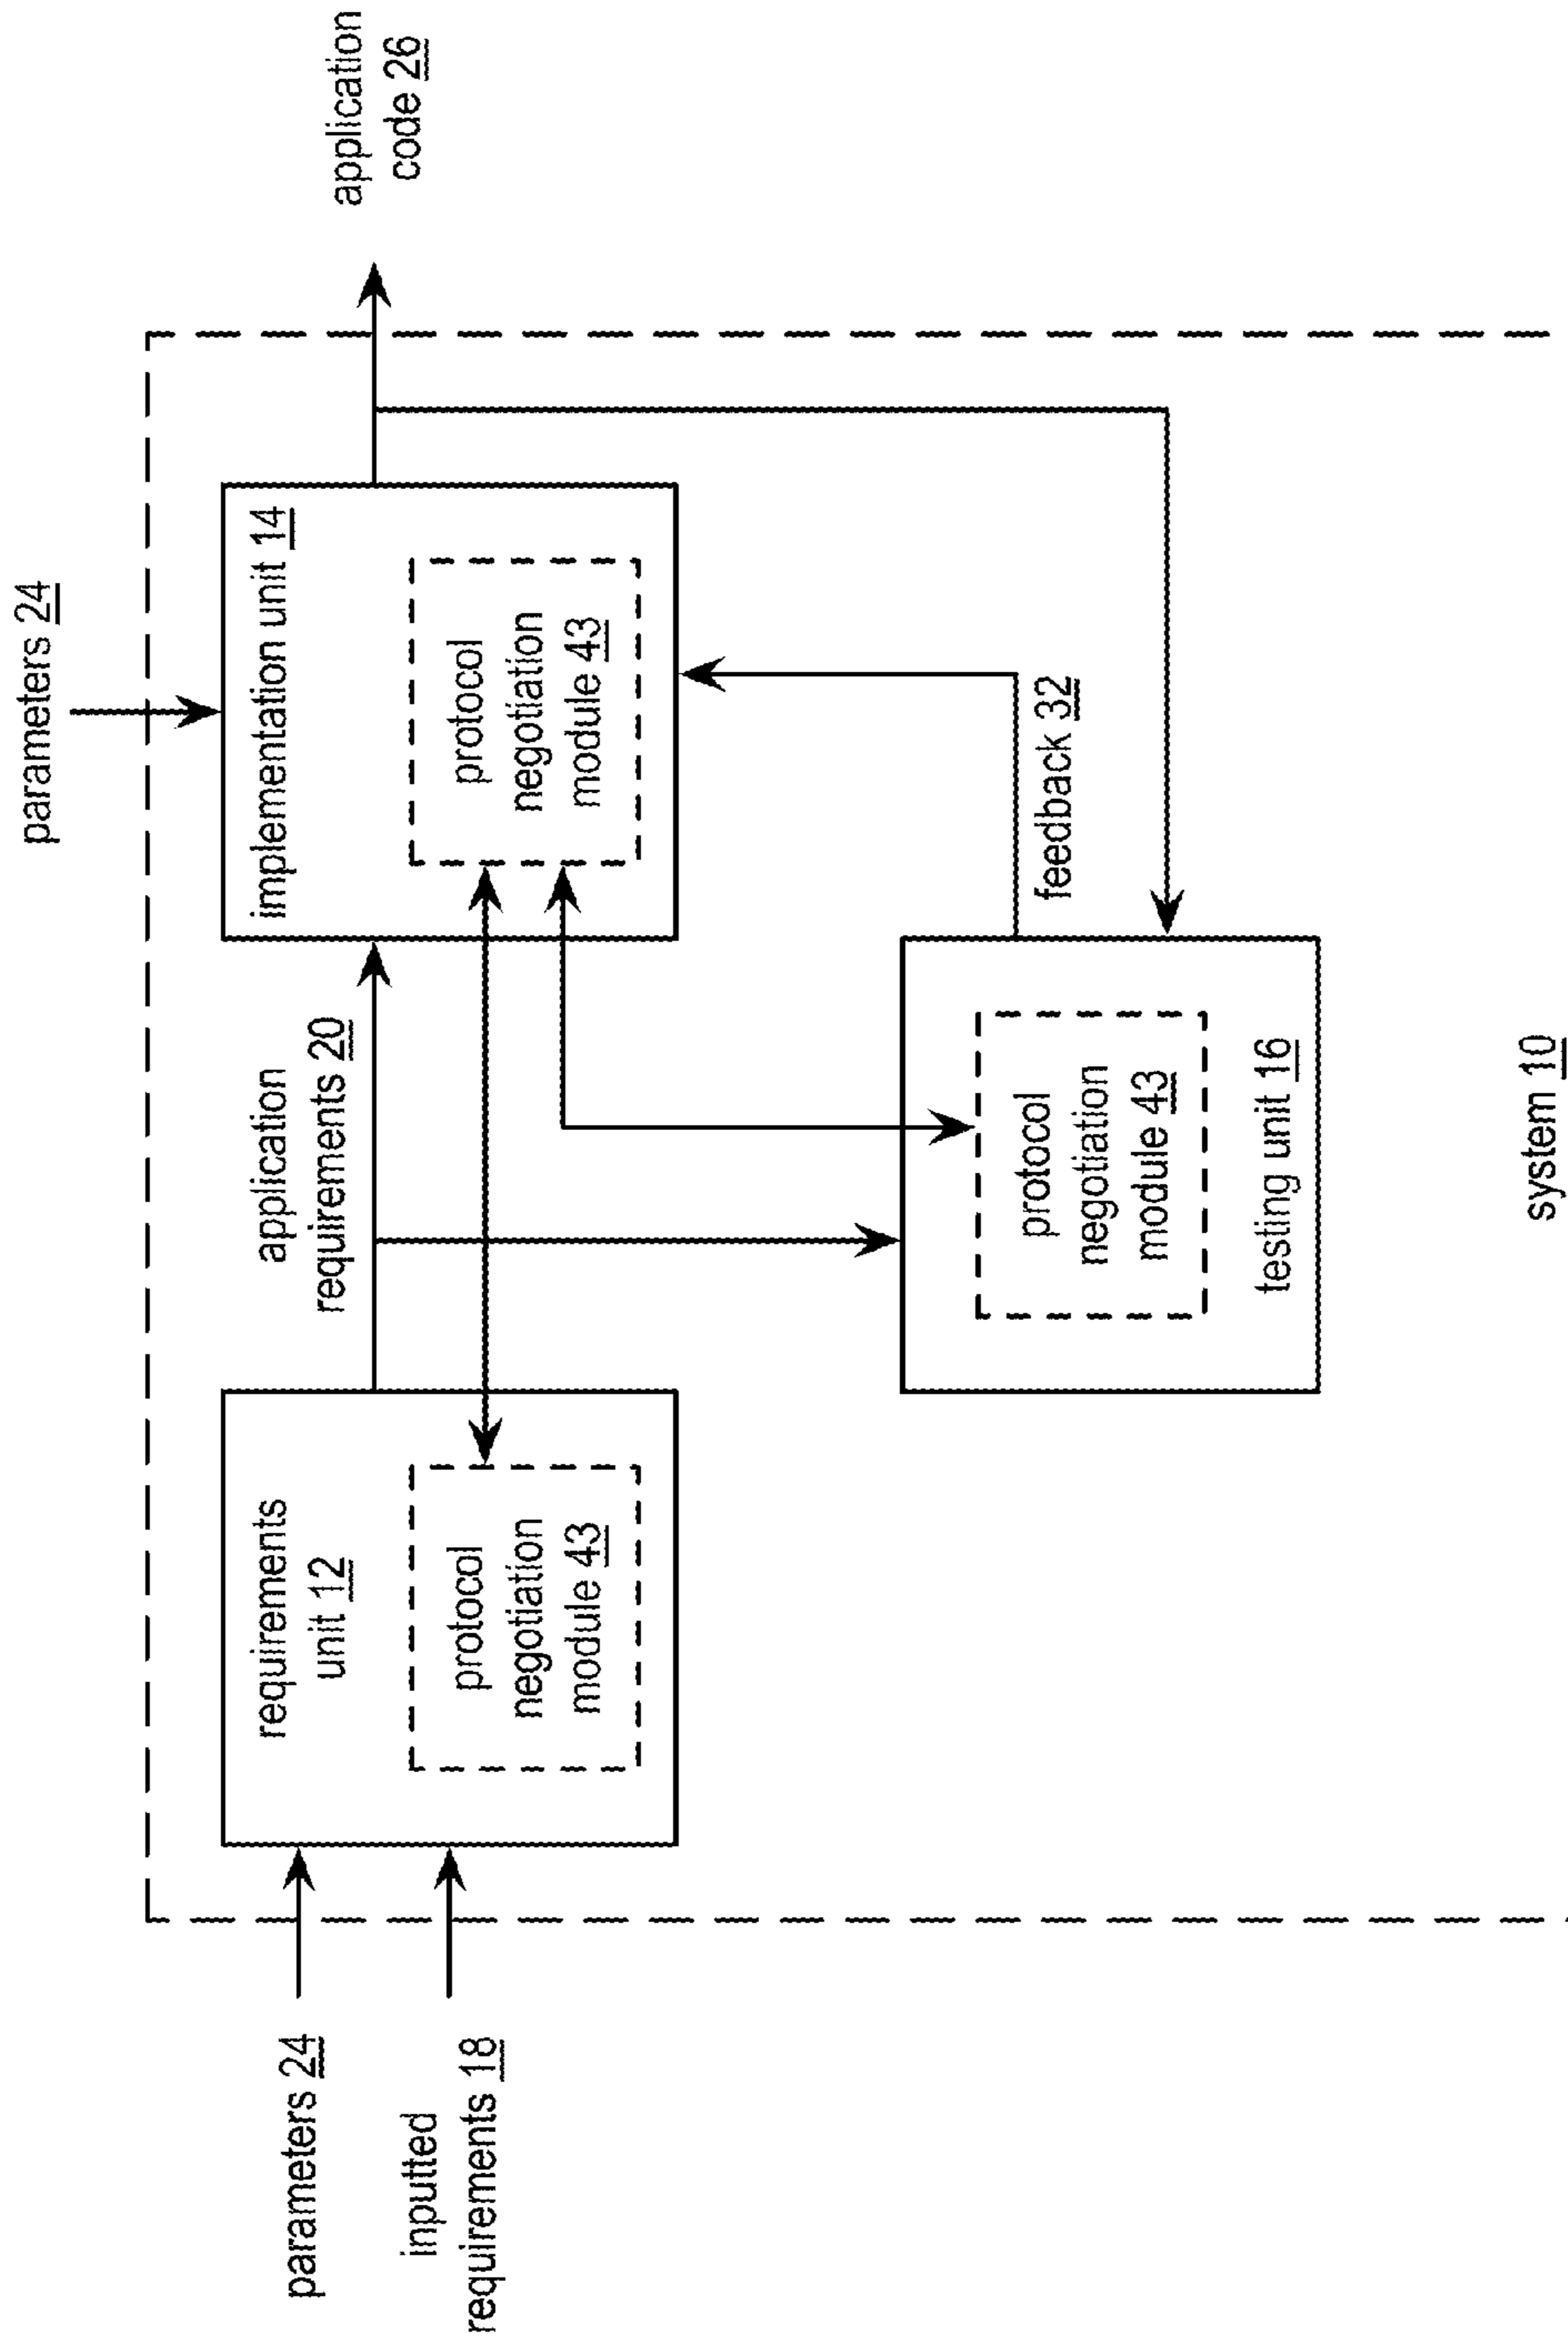 parameters 24
inputted
requirements 18
requirements
unit 12
protocol
negotiation
module 43
application
requirements 20
parameters 24
implementation unit 14
protocol
negotiation
module 43
application
code 26
feedback 32
protocol
negotiation
module 43
testing unit 16
system 10